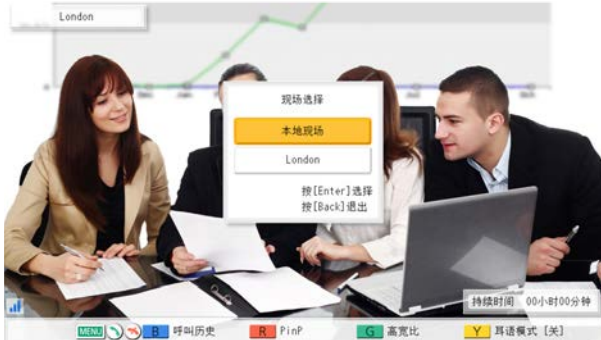 London
现场选择
本地现场
London
按[Enter]选择
按[Back]退出
持续时间 00小时00分钟
MENU B 呼叫历史 R PinP G 高宽比 Y 耳语模式 [关]